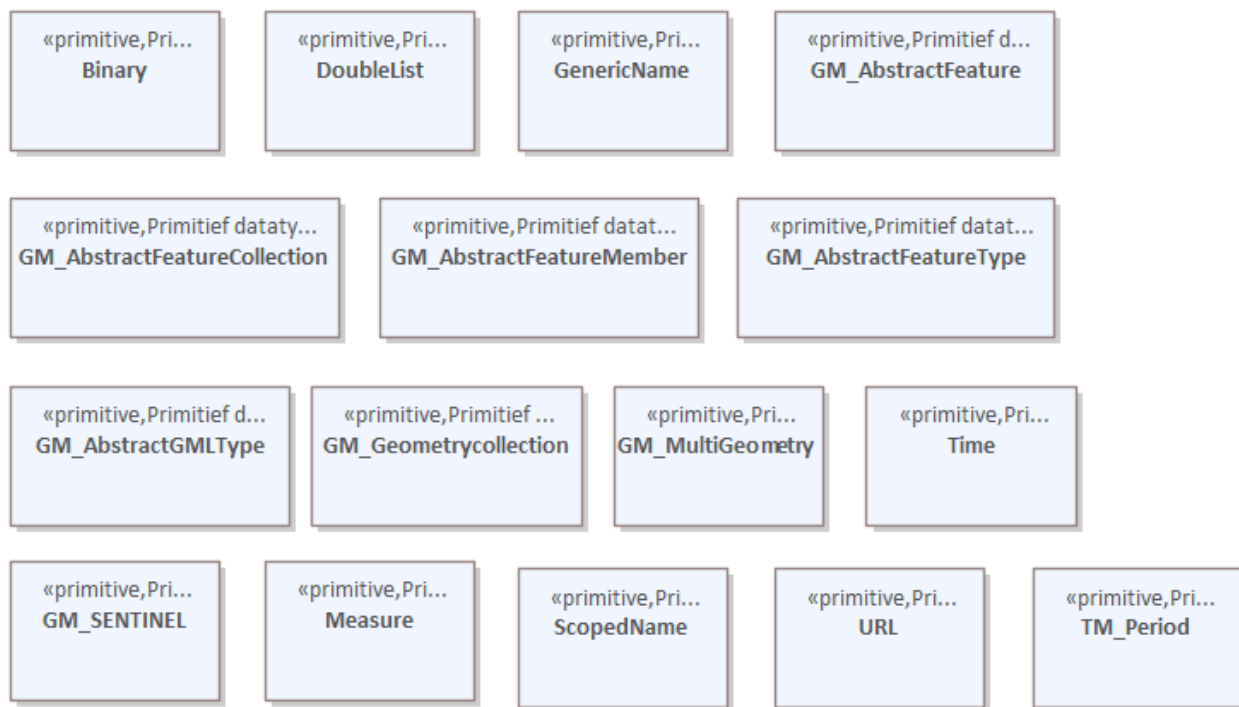 «primitive,Pri...
Binary
«primitive,Pri...
DoubleList
«primitive,Pri...
GenericName
«primitive,Primitief d...
GM_AbstractFeature
«primitive,Primitief dataty...
GM_AbstractFeatureCollection
«primitive,Primitief datat...
GM_AbstractFeatureMember
«primitive,Primitief datat...
GM_AbstractFeatureType
«primitive,Primitief d...
GM_AbstractGMLType
«primitive,Primitief ...
GM_Geometrycollection
«primitive,Pri...
GM_MultiGeometry
«primitive,Pri...
Time
«primitive,Pri...
GM_SENTINEL
«primitive,Pri...
Measure
«primitive,Pri...
ScopedName
«primitive,Pri...
URL
«primitive,Pri...
TM_Period